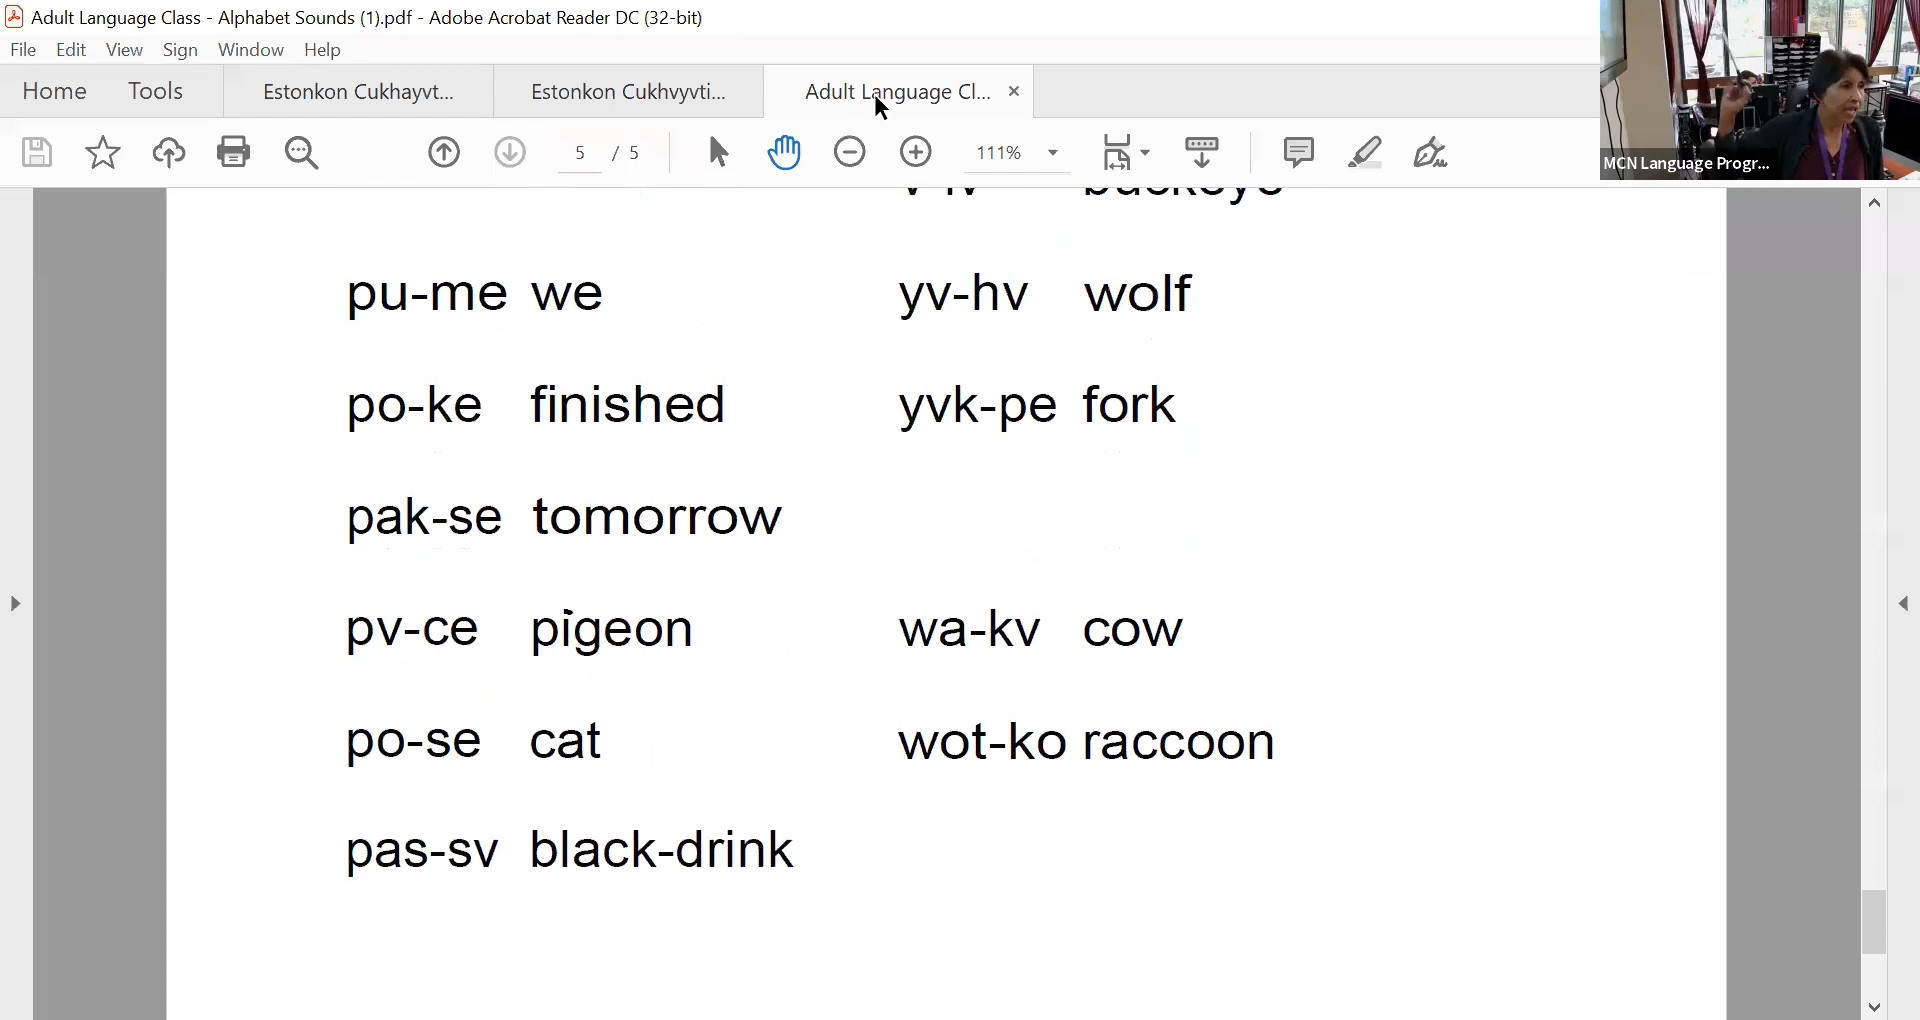 Adult Language Class - Alphabet Sounds (1).pdf - Adobe Acrobat Reader DC (32-bit)
File Edit View Sign Window Help
Home Tools Estonkon Cukhayvt... Estonkon Cukhvyvti... Adult Language Cl... ×
5 / 5 111%
MCN Language Progr...
v-lv buckeye
pu-me we yv-hv wolf
po-ke finished yvk-pe fork
pak-se tomorrow
pv-ce pigeon wa-kv cow
po-se cat wot-ko raccoon
pas-sv black-drink